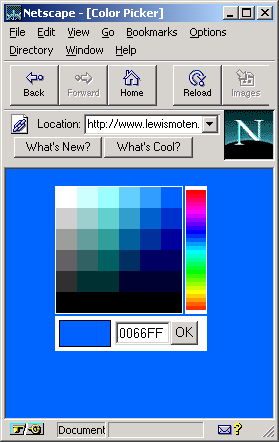 Netscape - [Color Picker]
File Edit View Go Bookmarks Options
Directory Window Help
Back Forward Home Reload Images
Location: http://www.lewismoten. N
What's New? What's Cool?
0066FF OK
Document
?